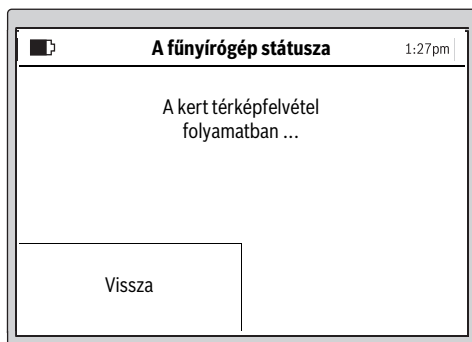 A fűnyírógép státusza 1:27pm
A kert térképfelvétel
folyamatban ...
Vissza